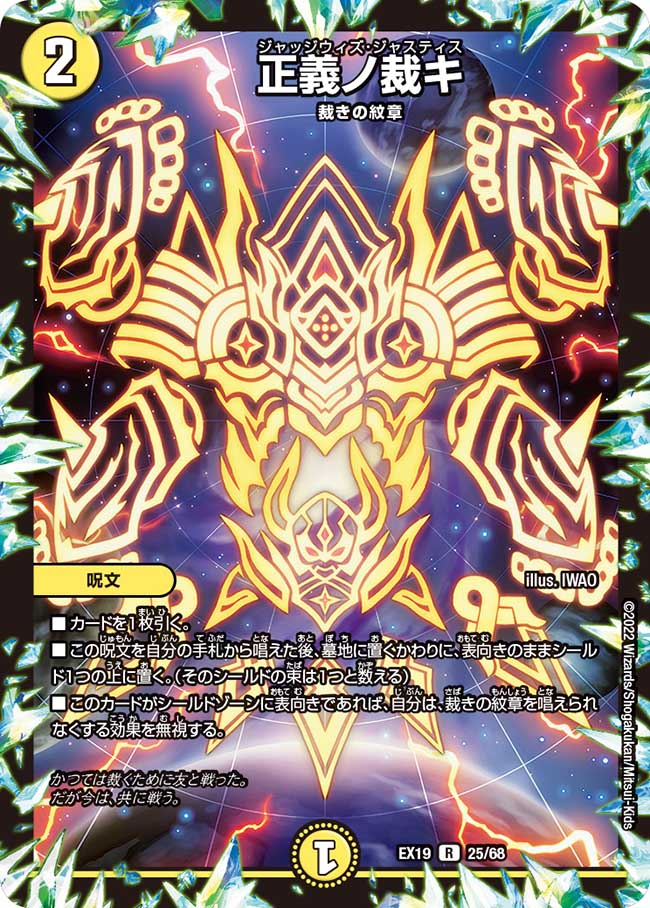 2
ジャッジウィズ・ジャスティス
正義ノ裁キ
裁きの紋章
呪文
illus. IWAO
■カードを1枚引く。
■この呪文を自分の手札から唱えた後、墓地に置くかわりに、表向きのままシール
ド1つの上に置く。(そのシールドの束は1つと数える)
■このカードがシールドゾーンに表向きであれば、自分は、裁きの紋章を唱えられ
なくする効果を無視する。
かつては裁くために友と戦った。
だが今は、共に戦う。
1
EX19 R 25/68
©2022 Wizards/Shogakukan/Mitsui-Kids